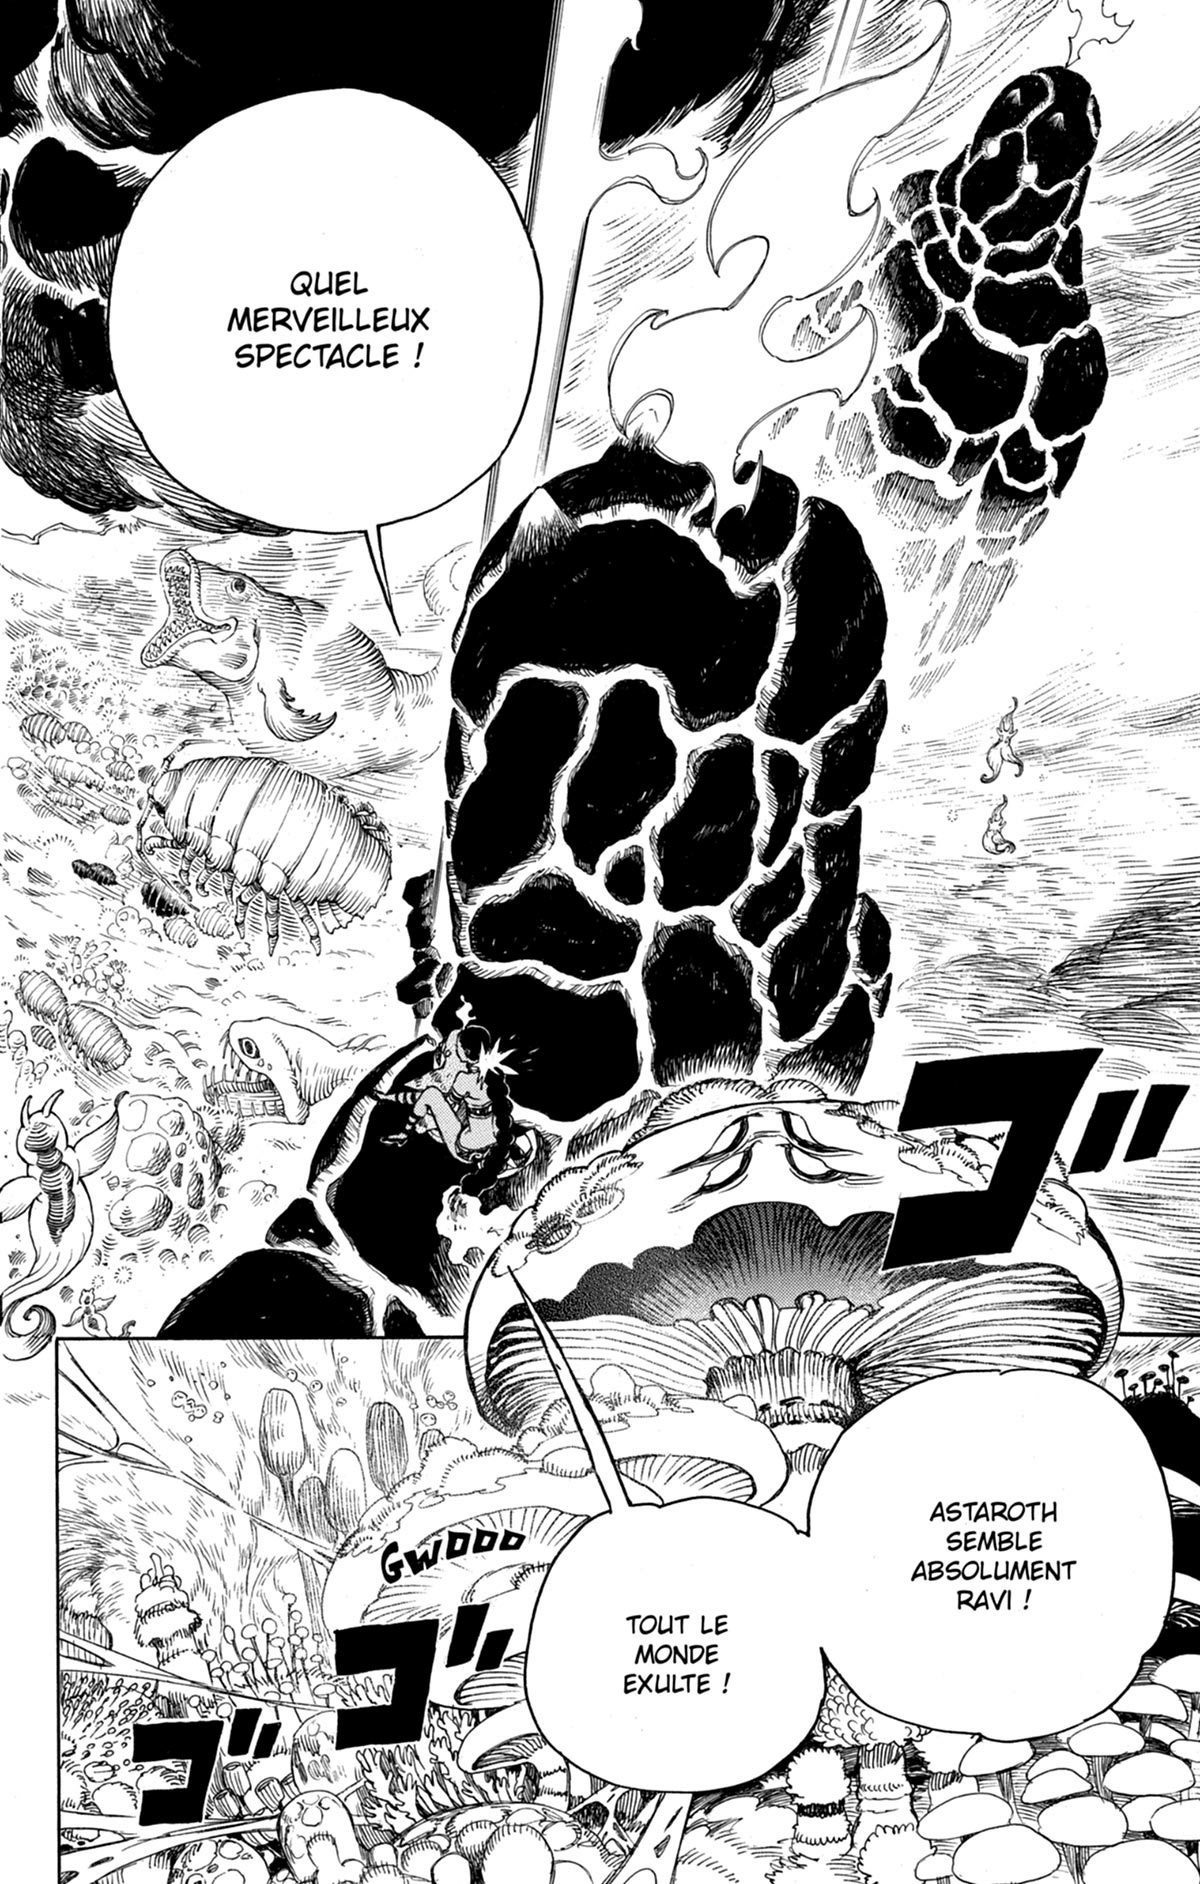 QUEL
MERVEILLEUX
SPECTACLE !
ゴ
ASTAROTH
SEMBLE
ABSOLUMENT
RAVI !
TOUT LE
MONDE
EXULTE !
GWOOO
ゴ
ゴ